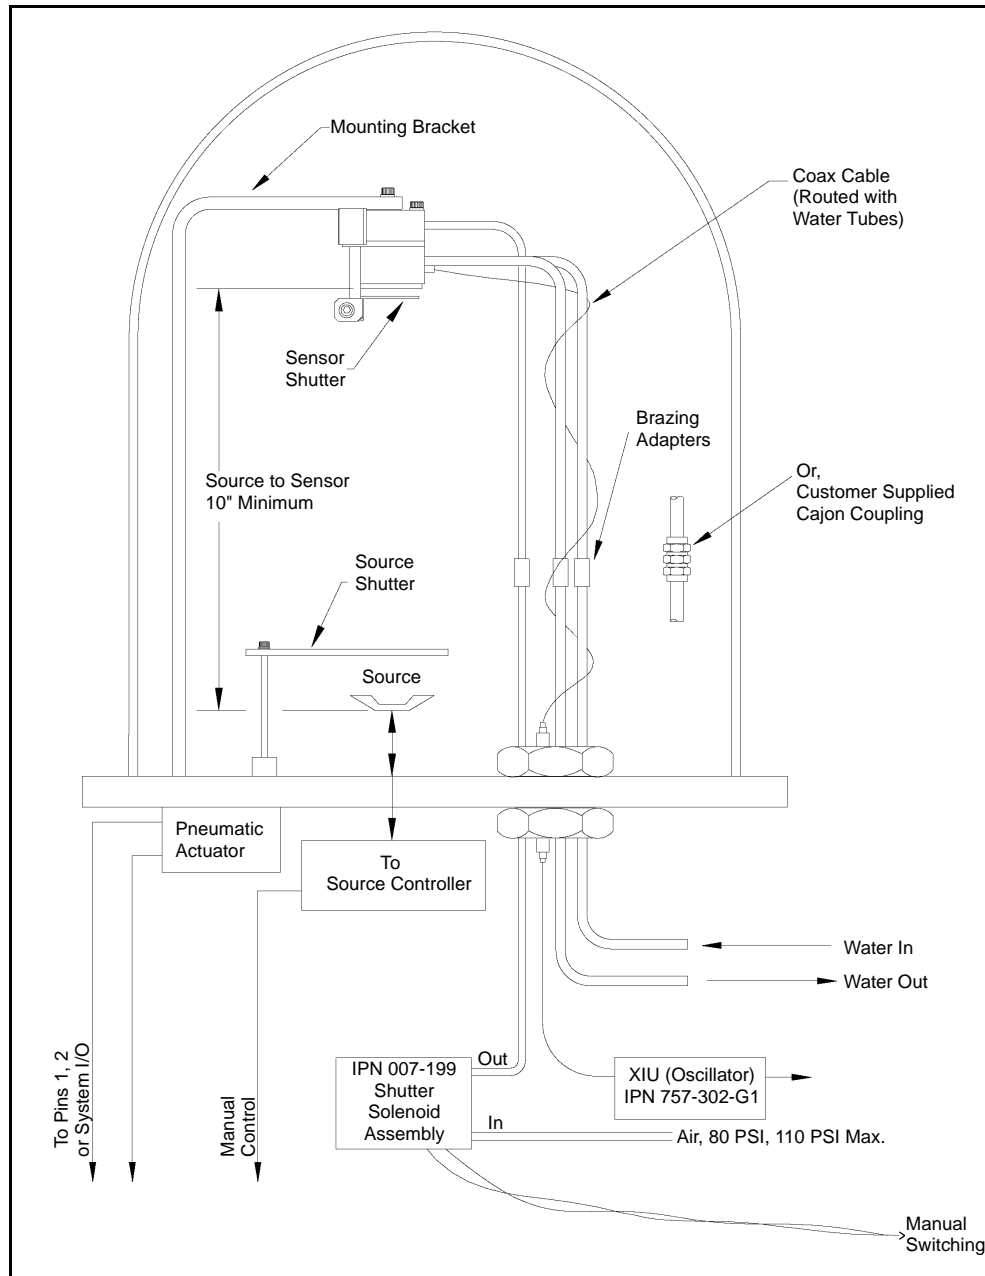 Mounting Bracket
Coax Cable
(Routed with
Water Tubes)
Sensor
Shutter
Brazing
Adapters
Or,
Customer Supplied
Cajon Coupling
Source to Sensor
10" Minimum
Source
Shutter
Source
Pneumatic
Actuator
To
Source Controller
Water In
Water Out
To Pins 1, 2
or System I/O
Manual
Control
Out
IPN 007-199
Shutter
Solenoid
Assembly
In
XIU (Oscillator)
IPN 757-302-G1
Air, 80 PSI, 110 PSI Max.
Manual
Switching